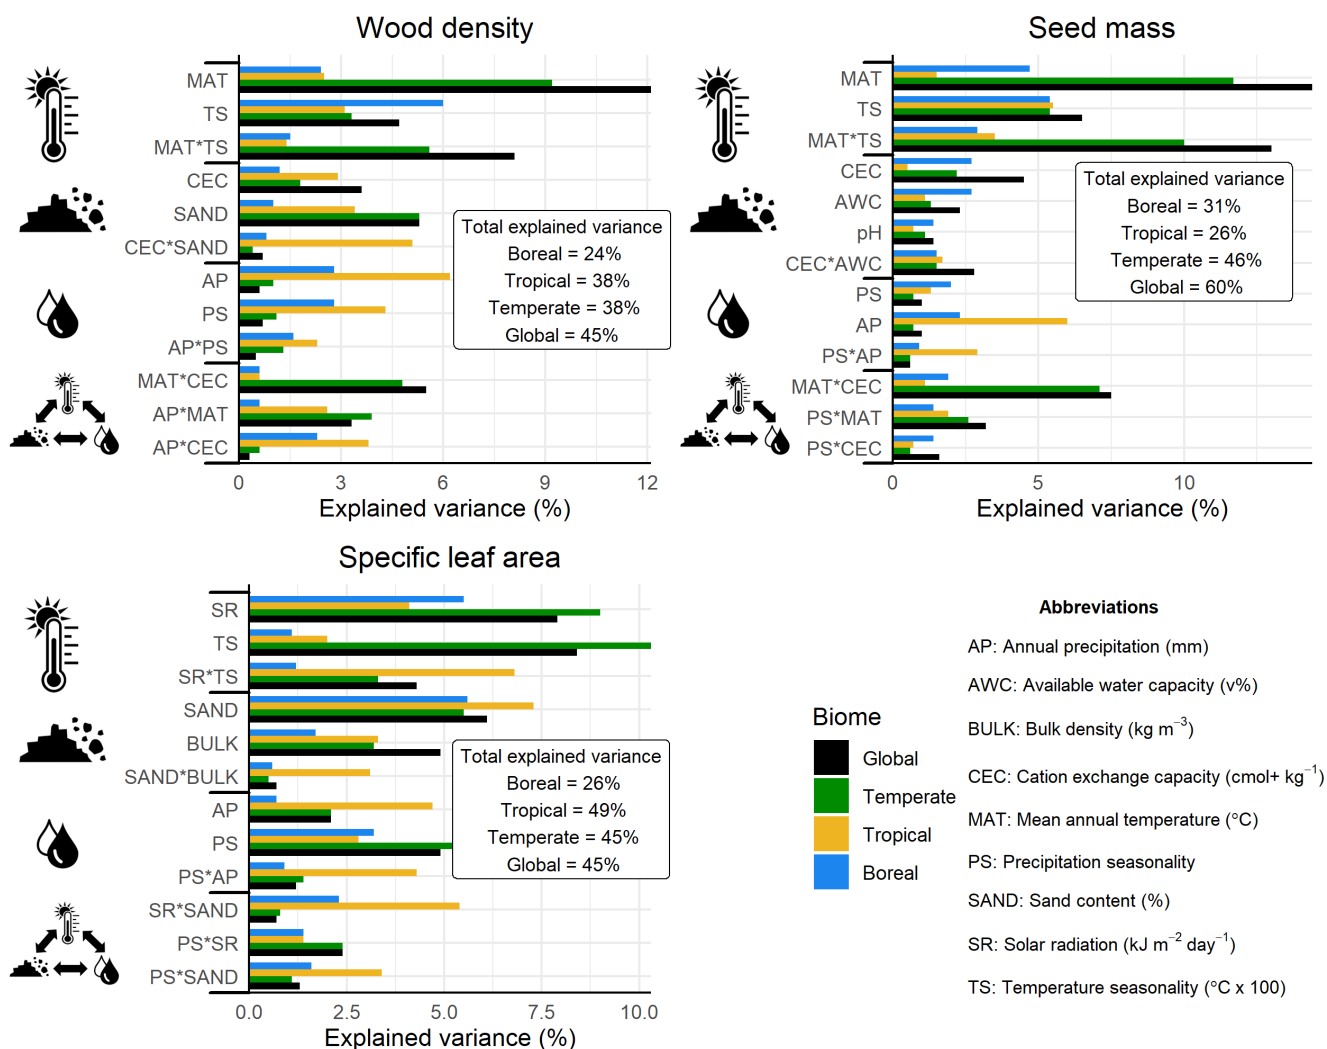 Wood density
MAT
TS
MAT*TS
CEC
SAND
CEC*SAND
AP
PS
AP*PS
MAT*CEC
AP*MAT
AP*CEC
Total explained variance
Boreal = 24%
Tropical = 38%
Temperate = 38%
Global = 45%
0 3 6 9 12
Explained variance (%)
Seed mass
MAT
TS
MAT*TS
CEC
AWC
pH
CEC*AWC
PS
AP
PS*AP
MAT*CEC
PS*MAT
PS*CEC
Total explained variance
Boreal = 31%
Tropical = 26%
Temperate = 46%
Global = 60%
0 5 10
Explained variance (%)
Specific leaf area
SR
TS
SR*TS
SAND
BULK
SAND*BULK
AP
PS
PS*AP
SR*SAND
PS*SR
PS*SAND
Total explained variance
Boreal = 26%
Tropical = 49%
Temperate = 45%
Global = 45%
0.0 2.5 5.0 7.5 10.0
Explained variance (%)
Biome
Global
Temperate
Tropical
Boreal
Abbreviations
AP: Annual precipitation (mm)
AWC: Available water capacity (v%)
BULK: Bulk density (kg m⁻³)
CEC: Cation exchange capacity (cmol+ kg⁻¹)
MAT: Mean annual temperature (°C)
PS: Precipitation seasonality
SAND: Sand content (%)
SR: Solar radiation (kJ m⁻² day⁻¹)
TS: Temperature seasonality (°C x 100)